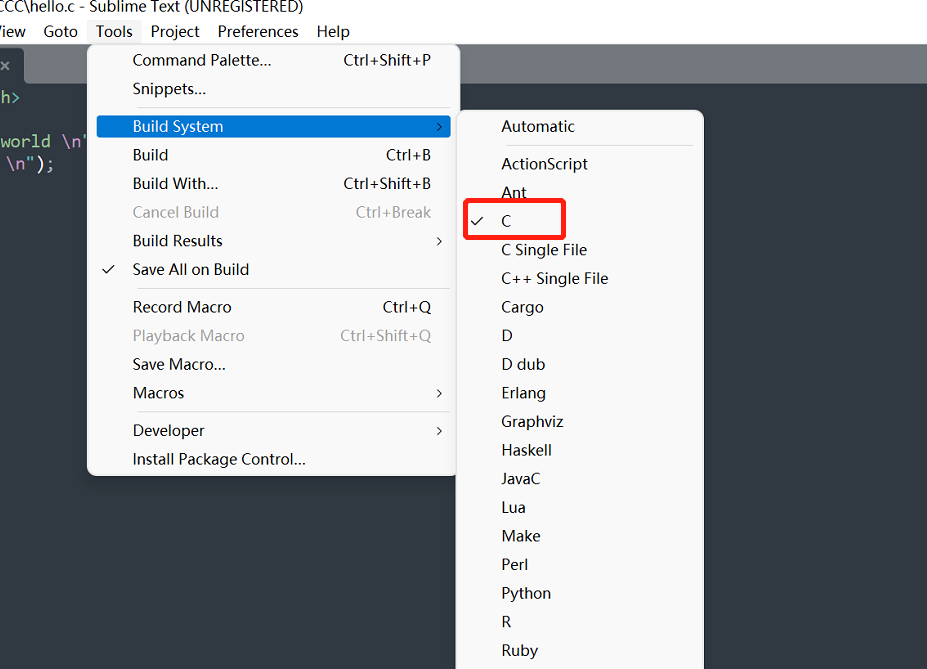 CCC\hello.c - Sublime Text (UNREGISTERED)
View Goto Tools Project Preferences Help
h>
world \n"
\n");
Command Palette... Ctrl+Shift+P
Snippets...
Build System
Build Ctrl+B
Build With... Ctrl+Shift+B
Cancel Build Ctrl+Break
Build Results
Save All on Build
Record Macro Ctrl+Q
Playback Macro Ctrl+Shift+Q
Save Macro...
Macros
Developer
Install Package Control...
Automatic
ActionScript
Ant
C
C Single File
C++ Single File
Cargo
D
D dub
Erlang
Graphviz
Haskell
JavaC
Lua
Make
Perl
Python
R
Ruby